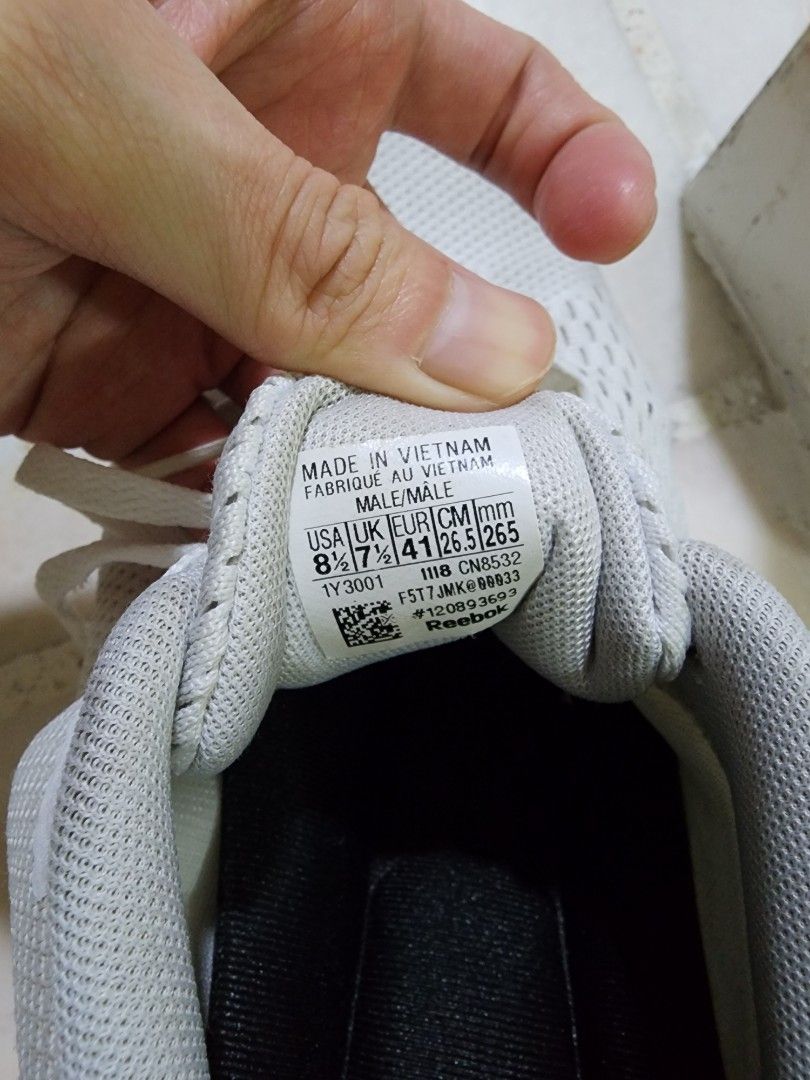 MADE IN VIETNAM
FABRIQUÉ AU VIETNAM
MALE/MÂLE
USA UK EUR CM mm
8½ 7½ 41 26.5 265
1Y3001 1118 CN8532
F5T7JMK@00033
#120893693
Reebok